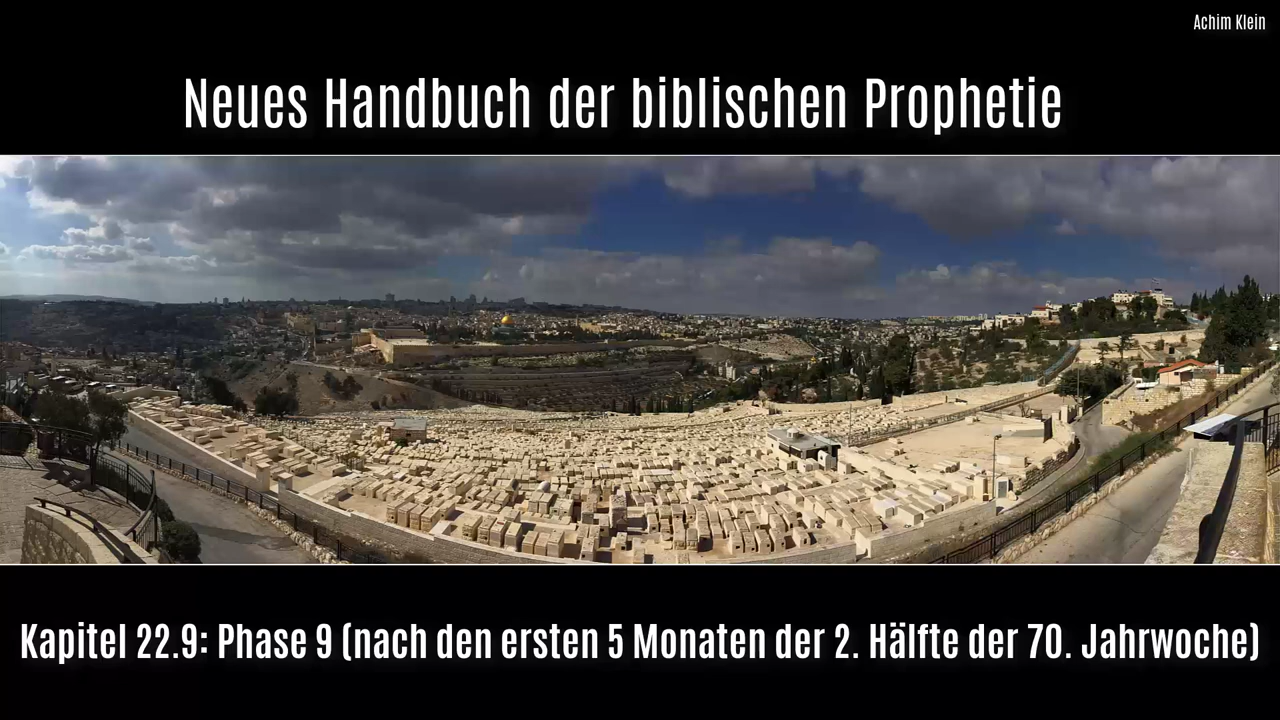 Achim Klein
Neues Handbuch der biblischen Prophetie
Kapitel 22.9: Phase 9 (nach den ersten 5 Monaten der 2. Hälfte der 70. Jahrwoche)